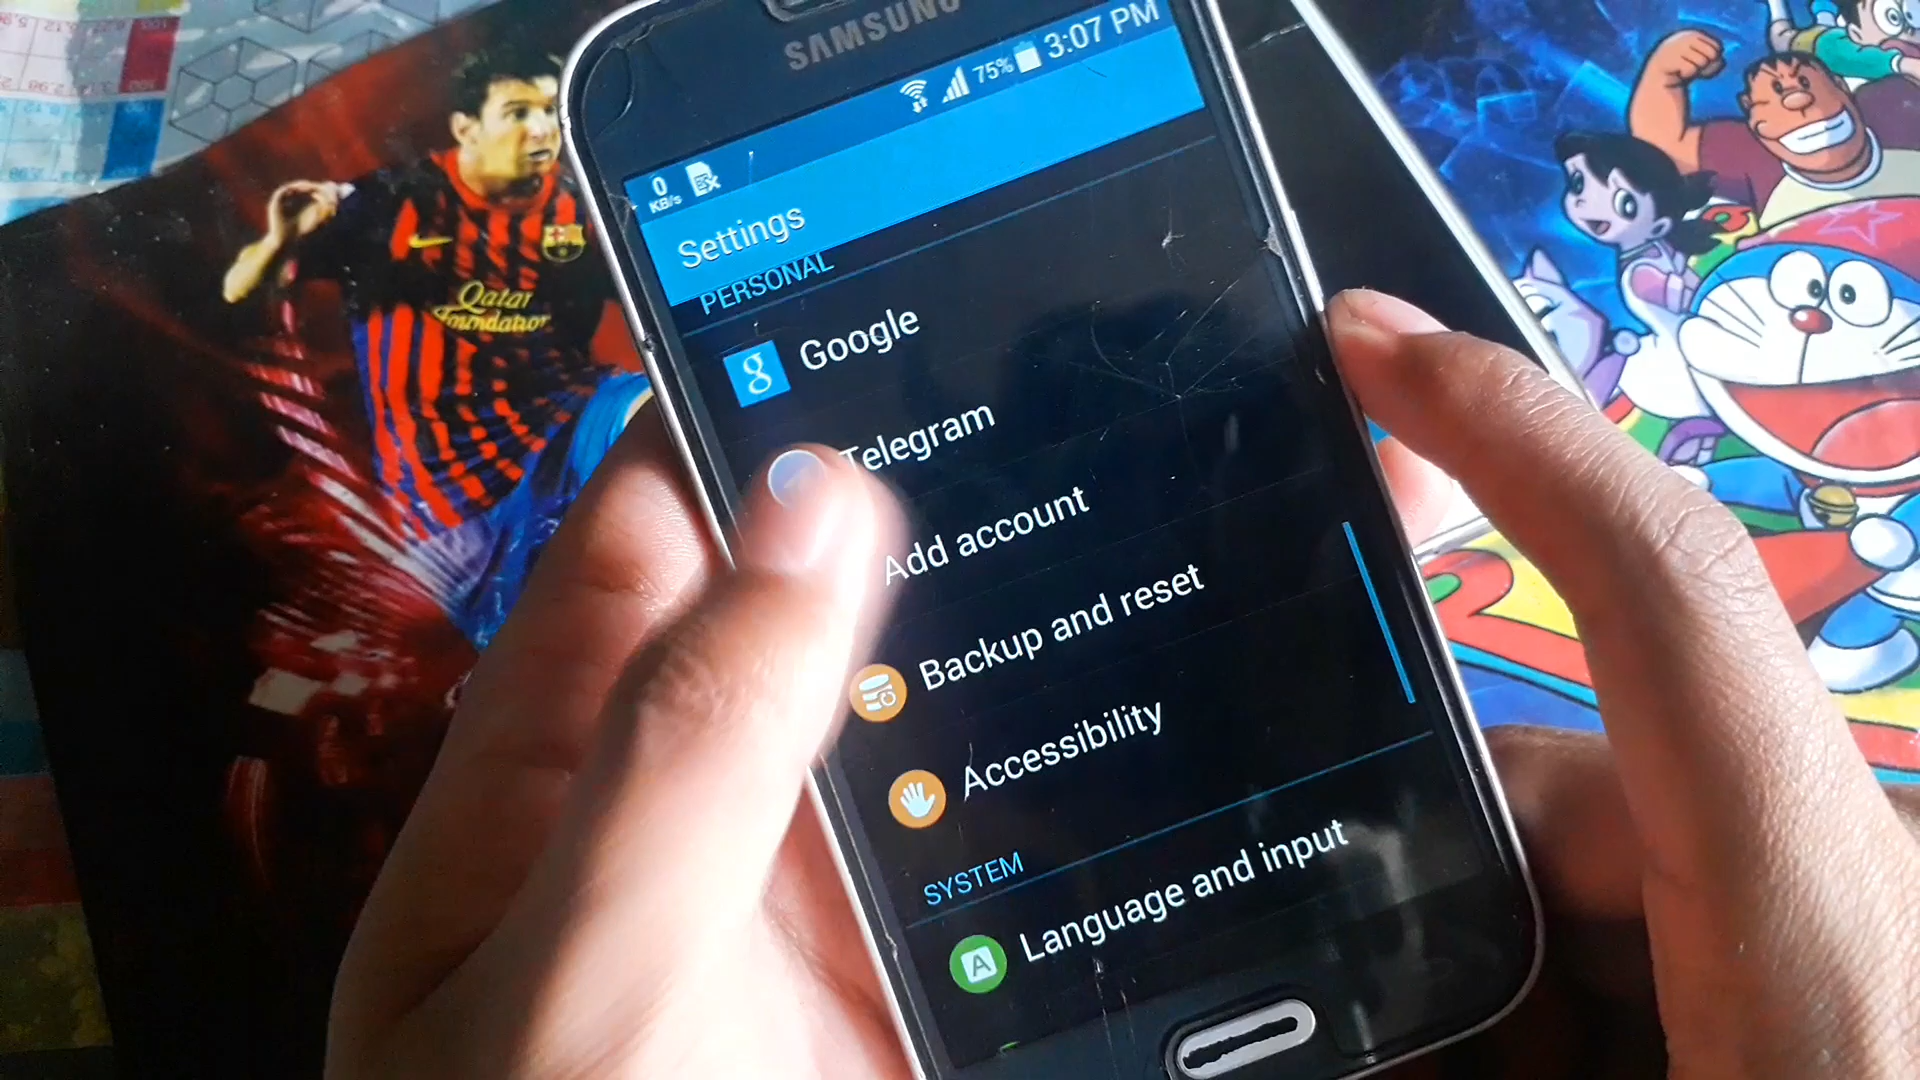 SAMSUNG
75% 3:07 PM
0
KB/s
Settings
PERSONAL
g Google
Telegram
Add account
Backup and reset
Accessibility
SYSTEM
A Language and input
Qatar
Foundation